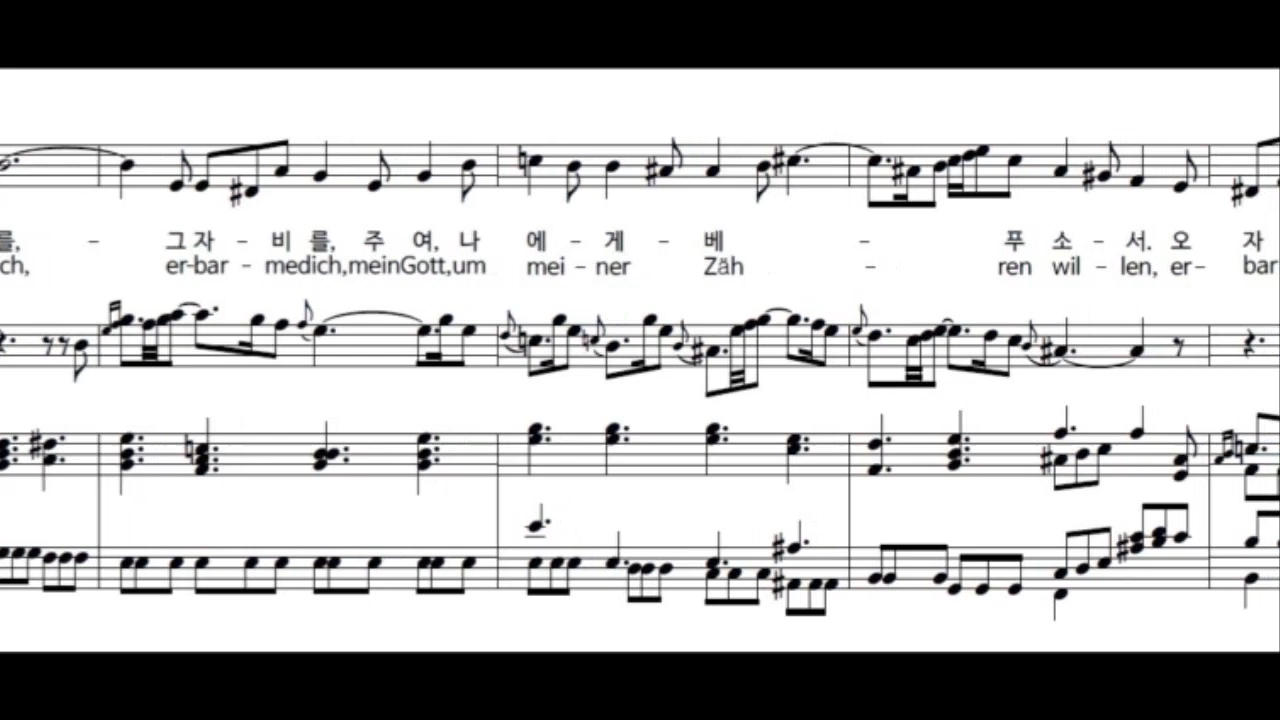 를, - 그 자 - 비 를, 주 여, 나 에 - 게 - 베 - 푸 소 - 서. 오 자
ch, er-bar - medich,meinGott,um mei - ner Zäh - ren wil - len, er- bar